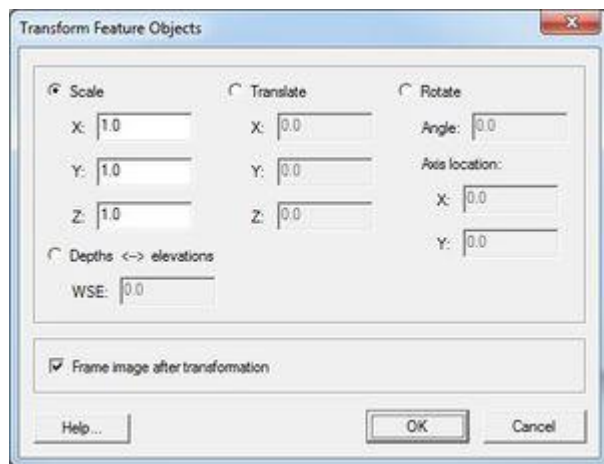 Transform Feature Objects
Scale Translate Rotate
X: 1.0 X: 0.0 Angle: 0.0
Y: 1.0 Y: 0.0 Axis location:
Z: 1.0 Z: 0.0 X: 0.0
Depths <-> elevations Y: 0.0
WSE: 0.0
Frame image after transformation
Help... OK Cancel